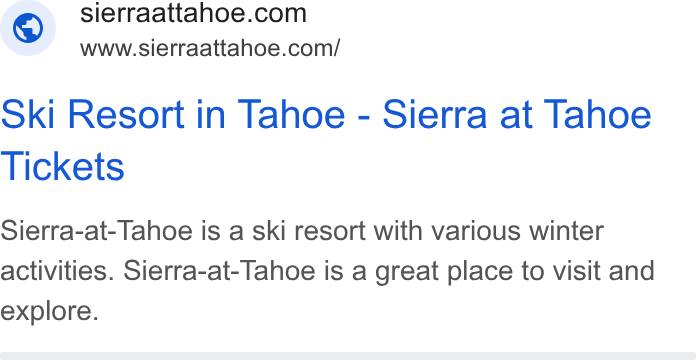 sierraattahoe.com
www.sierraattahoe.com/
Ski Resort in Tahoe - Sierra at Tahoe
Tickets
Sierra-at-Tahoe is a ski resort with various winter
activities. Sierra-at-Tahoe is a great place to visit and
explore.